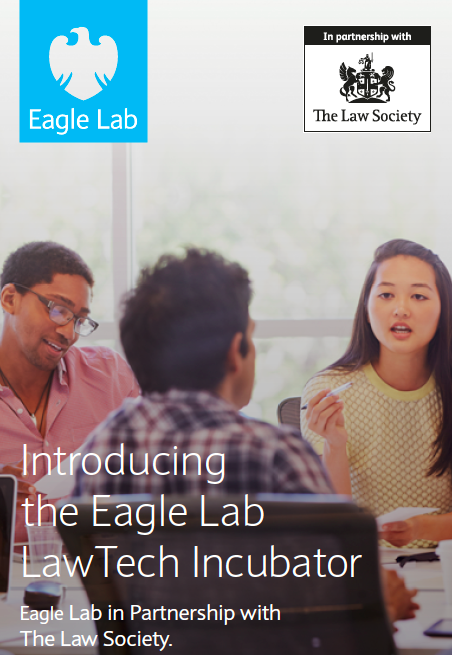 Eagle Lab
In partnership with
The Law Society
Introducing
the Eagle Lab
LawTech Incubator
Eagle Lab in Partnership with
The Law Society.